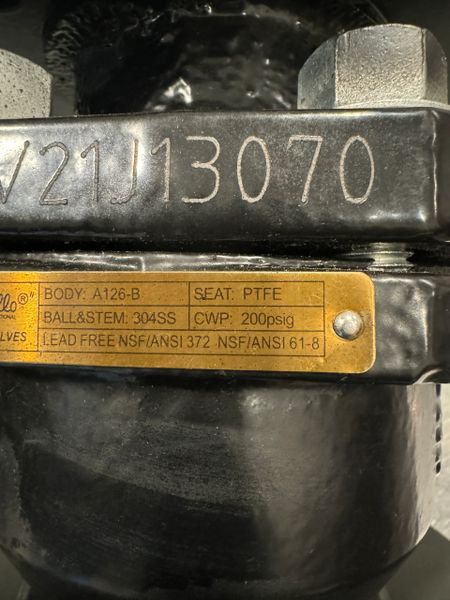 V21J13070
BODY: A126-B SEAT: PTFE
BALL&STEM: 304SS CWP: 200psig
LEAD FREE NSF/ANSI 372 NSF/ANSI 61-8